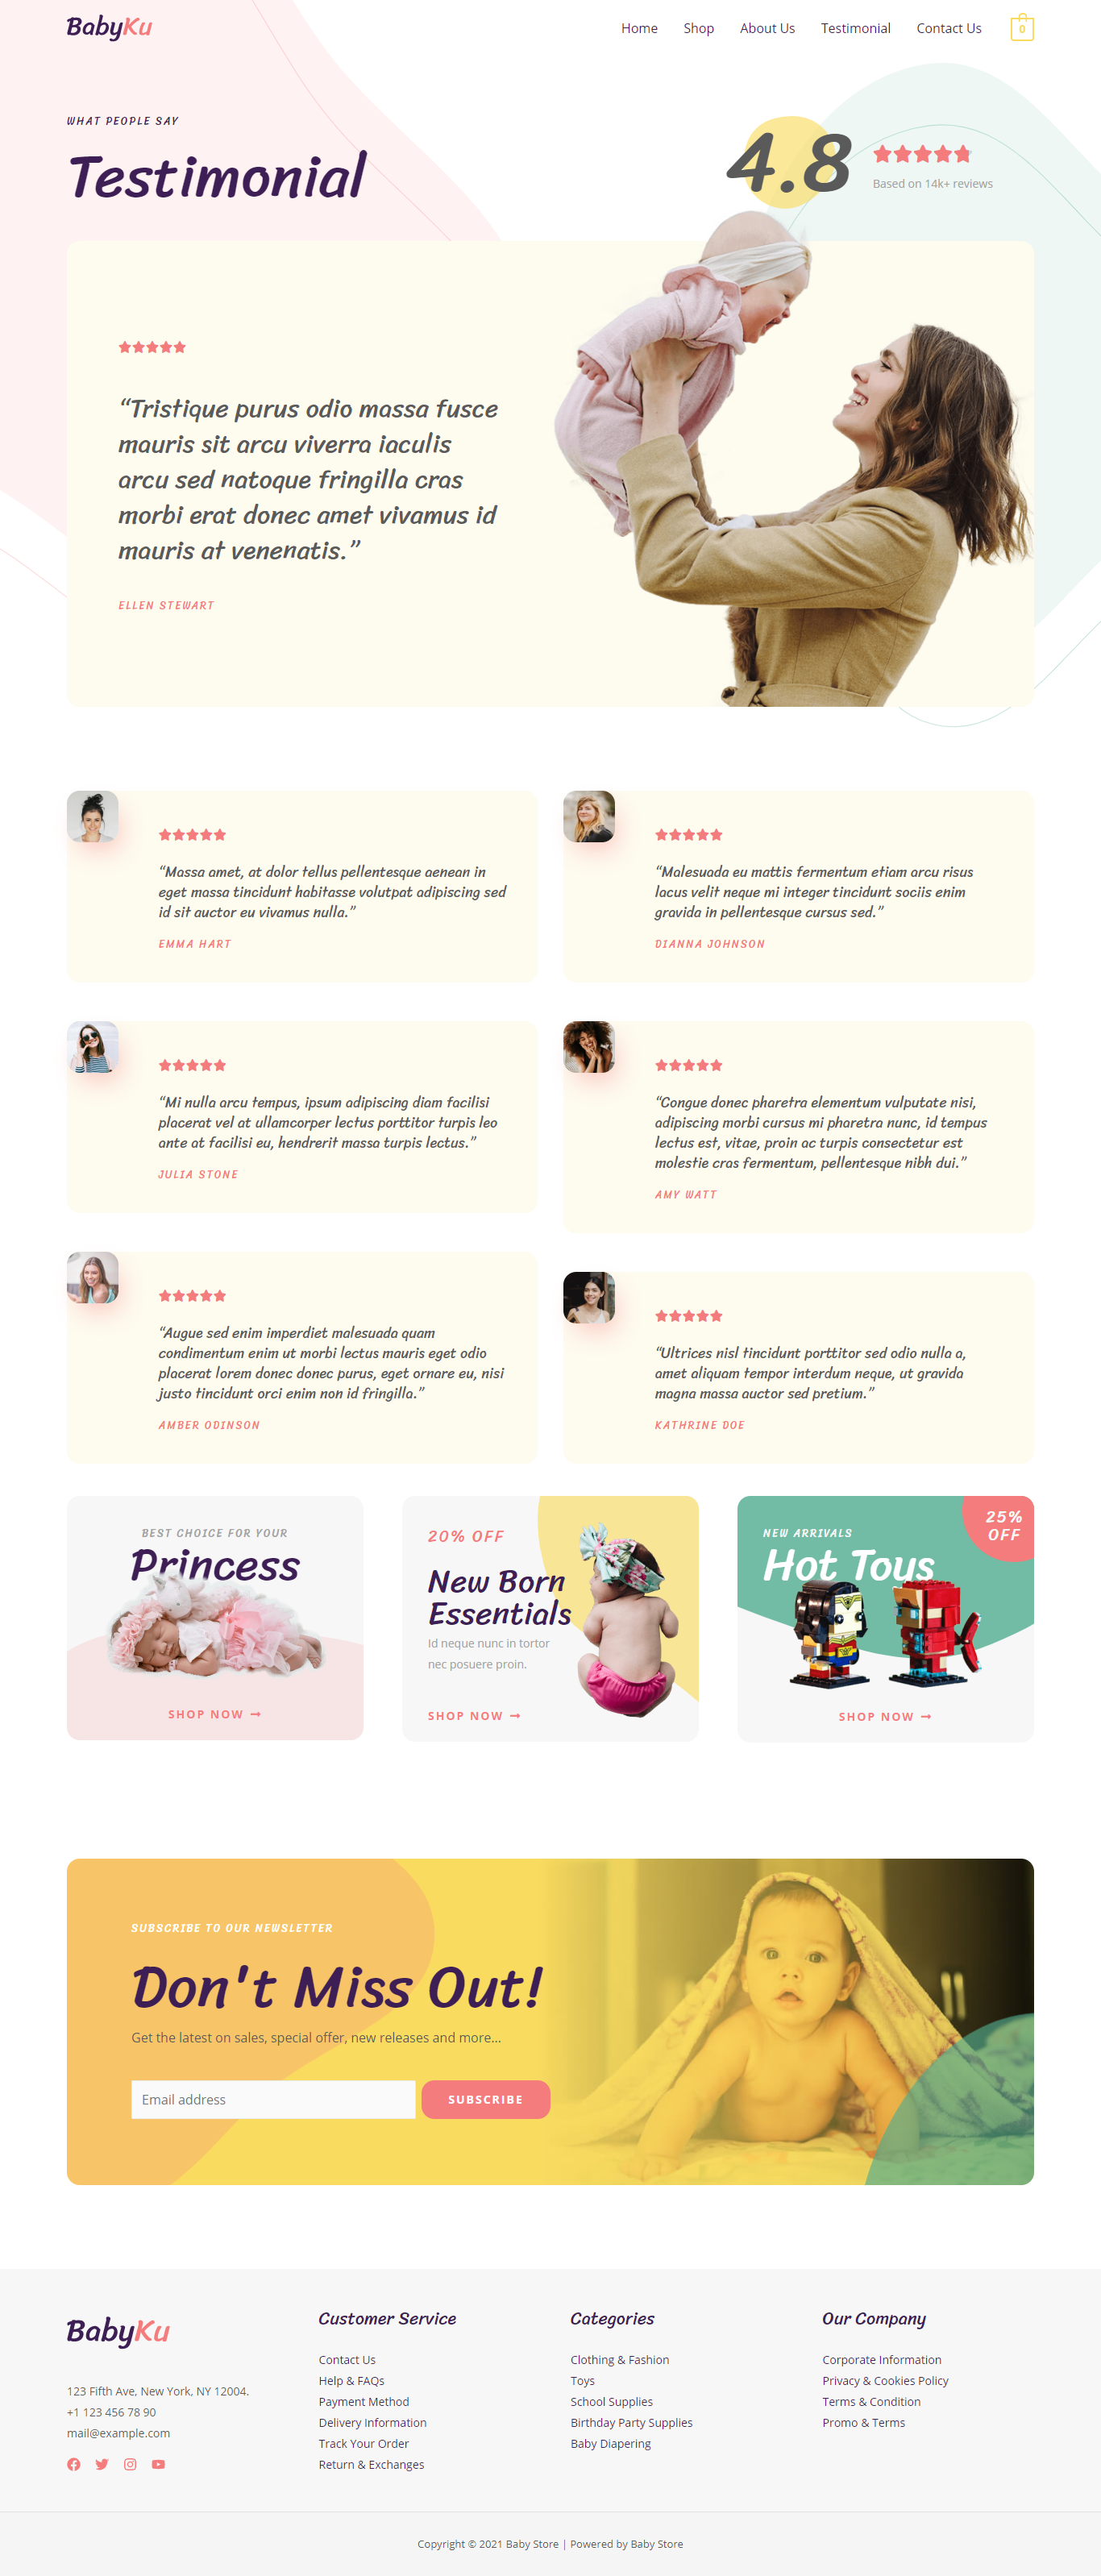 BabyKu
Home
Shop
About Us
Testimonial
Contact Us
0
WHAT PEOPLE SAY
Testimonial
4.8
Based on 14k+ reviews
“Tristique purus odio massa fusce
mauris sit arcu viverra iaculis
arcu sed natoque fringilla cras
morbi erat donec amet vivamus id
mauris at venenatis.”
ELLEN STEWART
“Massa amet, at dolor tellus pellentesque aenean in
eget massa tincidunt habitasse volutpat adipiscing sed
id sit auctor eu vivamus nulla.”
EMMA HART
“Malesuada eu mattis fermentum etiam arcu risus
lacus velit neque mi integer tincidunt sociis enim
gravida in pellentesque cursus sed.”
DIANNA JOHNSON
“Mi nulla arcu tempus, ipsum adipiscing diam facilisi
placerat vel at ullamcorper lectus porttitor turpis leo
ante at facilisi eu, hendrerit massa turpis lectus.”
JULIA STONE
“Congue donec pharetra elementum vulputate nisi,
adipiscing morbi cursus mi pharetra nunc, id tempus
lectus est, vitae, proin ac turpis consectetur est
molestie cras fermentum, pellentesque nibh dui.”
AMY WATT
“Augue sed enim imperdiet malesuada quam
condimentum enim ut morbi lectus mauris eget odio
placerat lorem donec donec purus, eget ornare eu, nisi
justo tincidunt orci enim non id fringilla.”
AMBER ODINSON
“Ultrices nisl tincidunt porttitor sed odio nulla a,
amet aliquam tempor interdum neque, ut gravida
magna massa auctor sed pretium.”
KATHRINE DOE
BEST CHOICE FOR YOUR
Princess
SHOP NOW
20% OFF
New Born
Essentials
Id neque nunc in tortor
nec posuere proin.
SHOP NOW
25%
OFF
NEW ARRIVALS
Hot Toys
SHOP NOW
SUBSCRIBE TO OUR NEWSLETTER
Don't Miss Out!
Get the latest on sales, special offer, new releases and more…
Email address
SUBSCRIBE
BabyKu
123 Fifth Ave, New York, NY 12004.
+1 123 456 78 90
mail@example.com
Customer Service
Contact Us
Help & FAQs
Payment Method
Delivery Information
Track Your Order
Return & Exchanges
Categories
Clothing & Fashion
Toys
School Supplies
Birthday Party Supplies
Baby Diapering
Our Company
Corporate Information
Privacy & Cookies Policy
Terms & Condition
Promo & Terms
Copyright © 2021 Baby Store | Powered by Baby Store